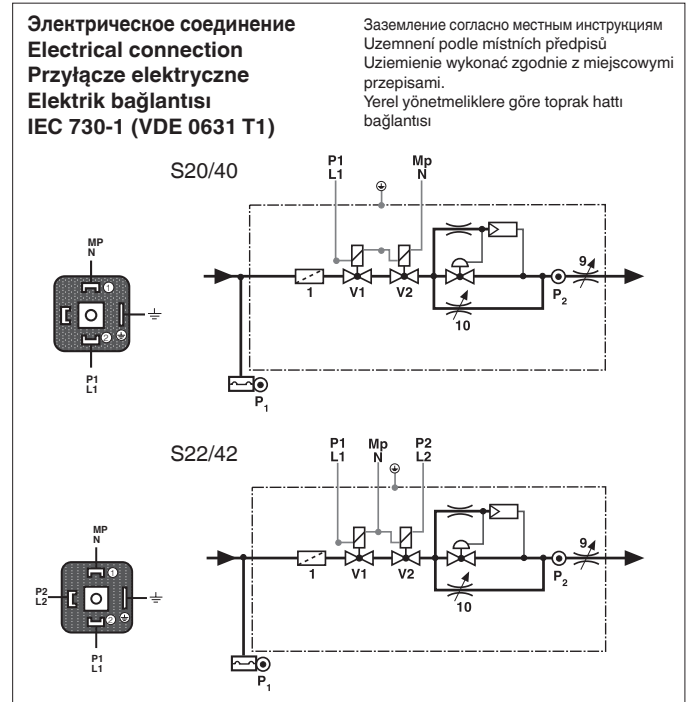 Электрическое соединение
Electrical connection
Przyłącze elektryczne
Elektrik bağlantısı
IEC 730-1 (VDE 0631 T1)
Заземление согласно местным инструкциям
Uzemnení podle místních předpisů
Uziemienie wykonać zgodnie z miejscowymi
przepisami.
Yerel yönetmeliklere göre toprak hattı
bağlantısı
S20/40
P1
L1
Mp
N
MP
N
1
2
P1
L1
1
V1
V2
10
P2
9
P1
S22/42
P1
L1
Mp
N
P2
L2
MP
N
1
P2
L2
2
P1
L1
1
V1
V2
10
P2
9
P1